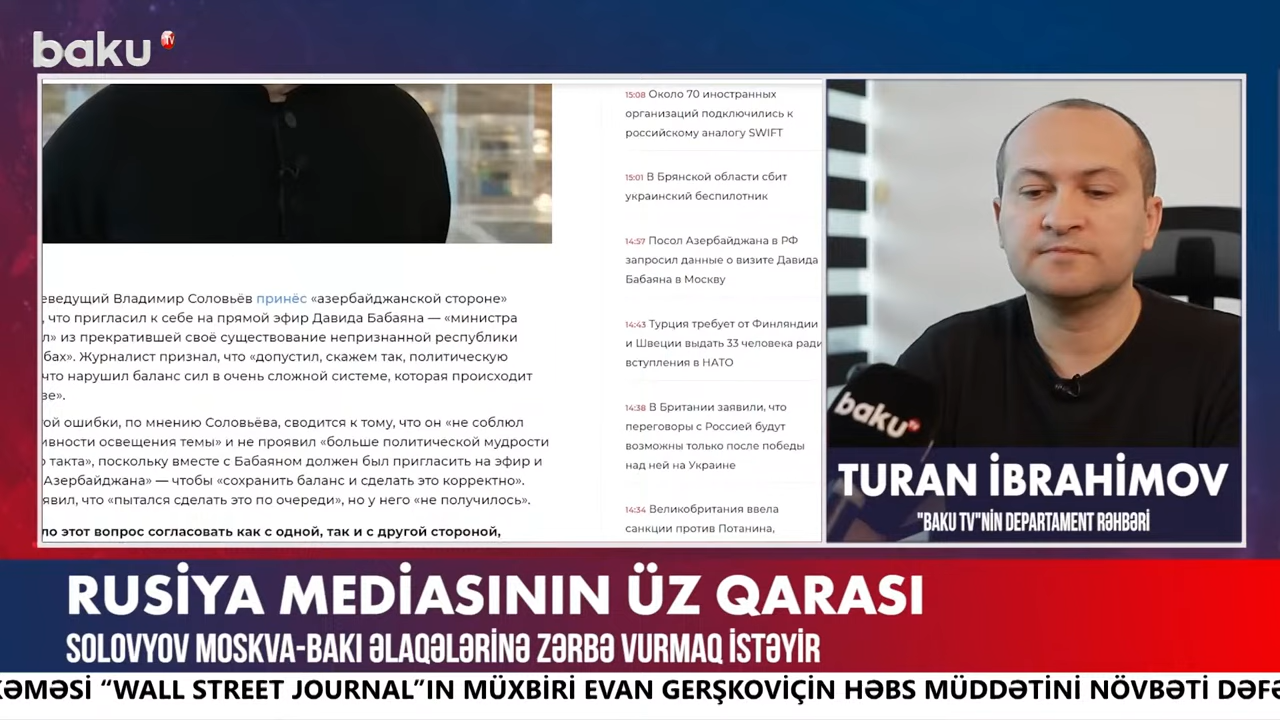 baku TV
еведущий Владимир Соловьёв принёс «азербайджанской стороне»
, что пригласил к себе на прямой эфир Давида Бабаяна — «министра
л» из прекратившей своё существование непризнанной республики
бах». Журналист признал, что «допустил, скажем так, политическую
что нарушил баланс сил в очень сложной системе, которая происходит
зе».
ой ошибки, по мнению Соловьёва, сводится к тому, что он «не соблюл
ивности освещения темы» и не проявил «больше политической мудрости
о такта», поскольку вместе с Бабаяном должен был пригласить на эфир и
Азербайджана» — чтобы «сохранить баланс и сделать это корректно».
явил, что «пытался сделать это по очереди», но у него «не получилось».
ло этот вопрос согласовать как с одной, так и с другой стороной,
15:08 Около 70 иностранных
организаций подключились к
российскому аналогу SWIFT
15:01 В Брянской области сбит
украинский беспилотник
14:57 Посол Азербайджана в РФ
запросил данные о визите Давида
Бабаяна в Москву
14:43 Турция требует от Финляндии
и Швеции выдать 33 человека ради
вступления в НАТО
14:38 В Британии заявили, что
переговоры с Россией будут
возможны только после победы
над ней на Украине
14:34 Великобритания ввела
санкции против Потанина,
baku TV
TURAN İBRAHİMOV
"BAKU TV"NİN DEPARTAMENT RƏHBƏRİ
RUSİYA MEDİASININ ÜZ QARASI
SOLOVYOV MOSKVA-BAKI ƏLAQƏLƏRİNƏ ZƏRBƏ VURMAQ İSTƏYİR
KƏMƏSİ “WALL STREET JOURNAL”IN MÜXBİRİ EVAN GERŞKOVİÇİN HƏBS MÜDDƏTİNİ NÖVBƏTİ DƏFƏ